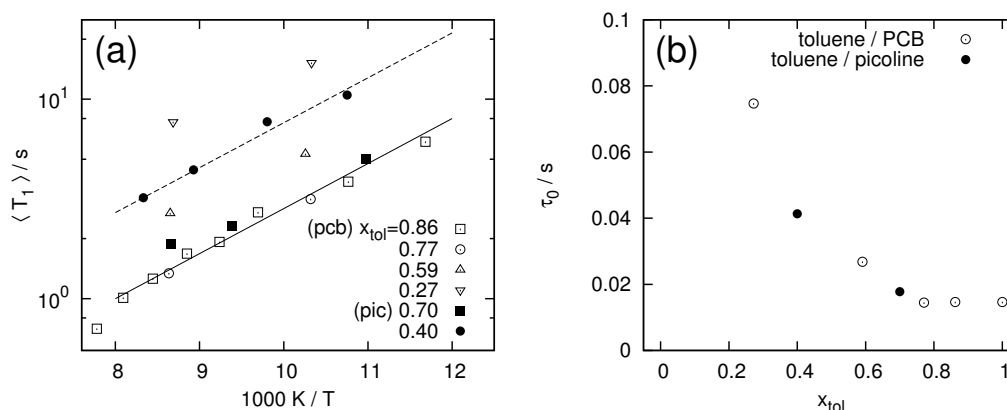 (a)
10¹
10⁰
⟨ T₁ ⟩ / s
(pcb) x_tol=0.86
0.77
0.59
0.27
(pic) 0.70
0.40
8 9 10 11 12
1000 K / T
(b)
toluene / PCB
toluene / picoline
0.1
0.08
0.06
0.04
0.02
0
τ₀ / s
0 0.2 0.4 0.6 0.8 1
x_tol